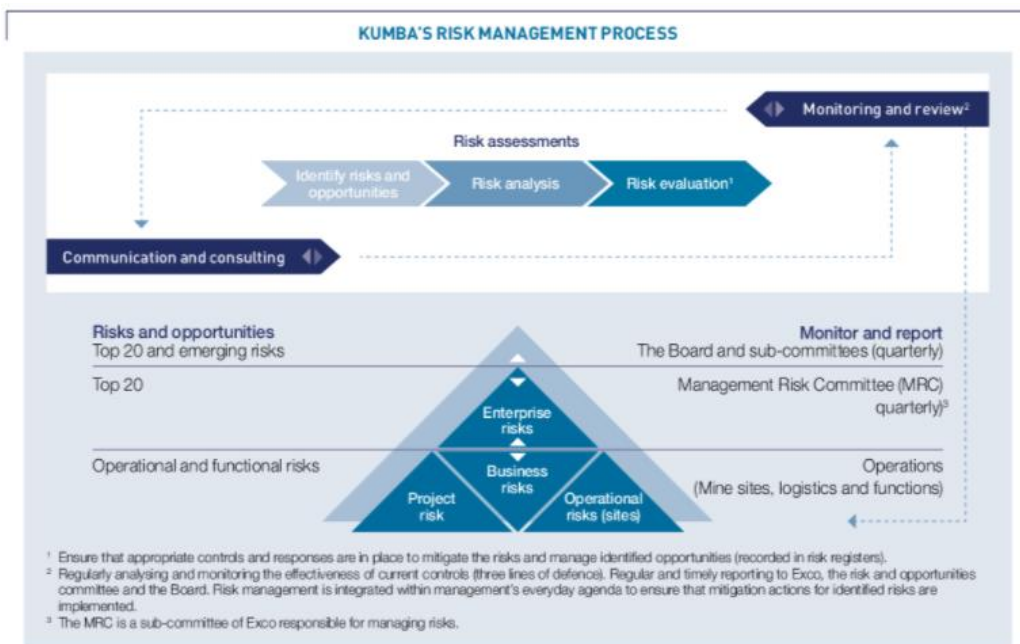 KUMBA'S RISK MANAGEMENT PROCESS
Monitoring and review²
Risk assessments
Identify risks and
opportunities
Risk analysis
Risk evaluation¹
Communication and consulting
Risks and opportunities
Top 20 and emerging risks
Monitor and report
The Board and sub-committees (quarterly)
Top 20
Management Risk Committee (MRC)
quarterly)³
Enterprise
risks
Operational and functional risks
Business
risks
Project
risk
Operational
risks (sites)
Operations
(Mine sites, logistics and functions)
¹ Ensure that appropriate controls and responses are in place to mitigate the risks and manage identified opportunities (recorded in risk registers).
² Regularly analysing and monitoring the effectiveness of current controls (three lines of defence). Regular and timely reporting to Exco, the risk and opportunities
committee and the Board. Risk management is integrated within management's everyday agenda to ensure that mitigation actions for identified risks are
implemented.
³ The MRC is a sub-committee of Exco responsible for managing risks.